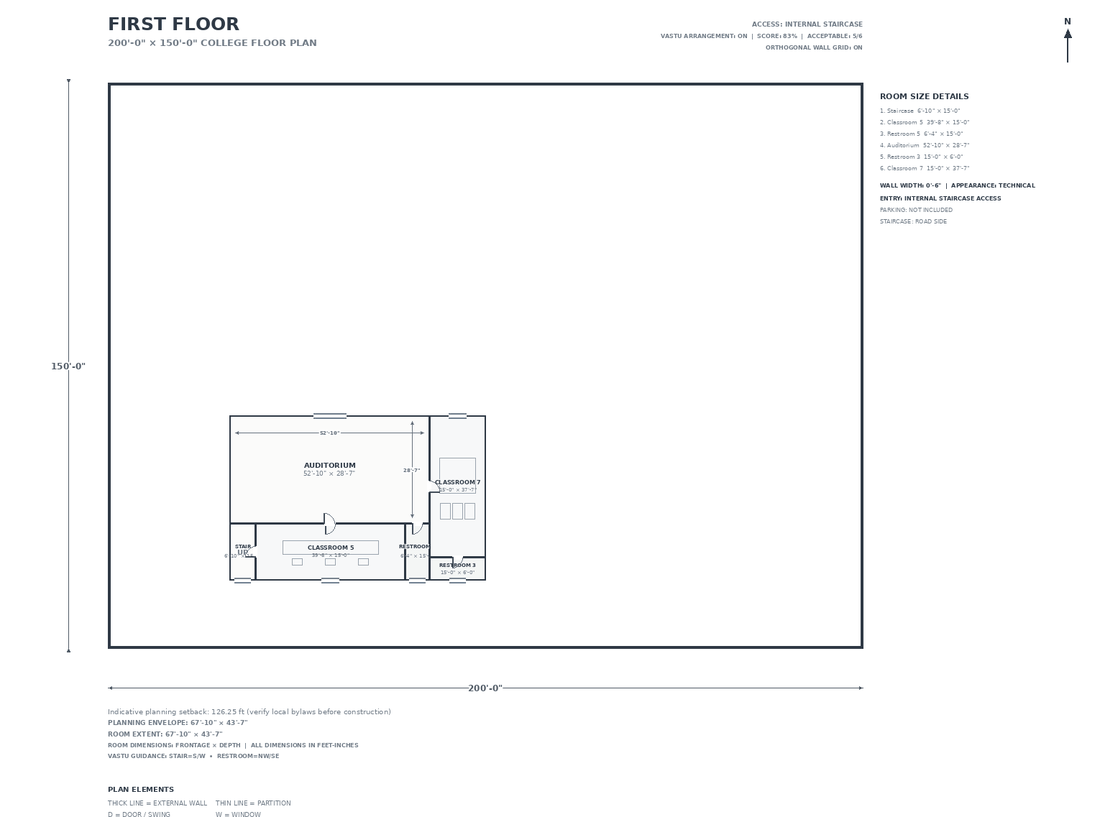 FIRST FLOOR
200'-0" × 150'-0" COLLEGE FLOOR PLAN
ACCESS: INTERNAL STAIRCASE
VASTU ARRANGEMENT: ON | SCORE: 83% | ACCEPTABLE: 5/6
ORTHOGONAL WALL GRID: ON
N
ROOM SIZE DETAILS
1. Staircase 6'-10" × 15'-0"
2. Classroom 5 39'-8" × 15'-0"
3. Restroom 5 6'-4" × 15'-0"
4. Auditorium 52'-10" × 28'-7"
5. Restroom 3 15'-0" × 6'-0"
6. Classroom 7 15'-0" × 37'-7"
WALL WIDTH: 0'-6" | APPEARANCE: TECHNICAL
ENTRY: INTERNAL STAIRCASE ACCESS
PARKING: NOT INCLUDED
STAIRCASE: ROAD SIDE
150'-0"
52'-10"
AUDITORIUM
52'-10" × 28'-7"
28'-7"
CLASSROOM 7
15'-0" × 37'-7"
STAIR
UP
CLASSROOM 5
39'-8" × 15'-0"
RESTROOM
RESTROOM 3
15'-0" × 6'-0"
200'-0"
Indicative planning setback: 126.25 ft (verify local bylaws before construction)
PLANNING ENVELOPE: 67'-10" × 43'-7"
ROOM EXTENT: 67'-10" × 43'-7"
ROOM DIMENSIONS: FRONTAGE × DEPTH | ALL DIMENSIONS IN FEET-INCHES
VASTU GUIDANCE: STAIR=S/W • RESTROOM=NW/SE
PLAN ELEMENTS
THICK LINE = EXTERNAL WALL THIN LINE = PARTITION
D = DOOR / SWING W = WINDOW